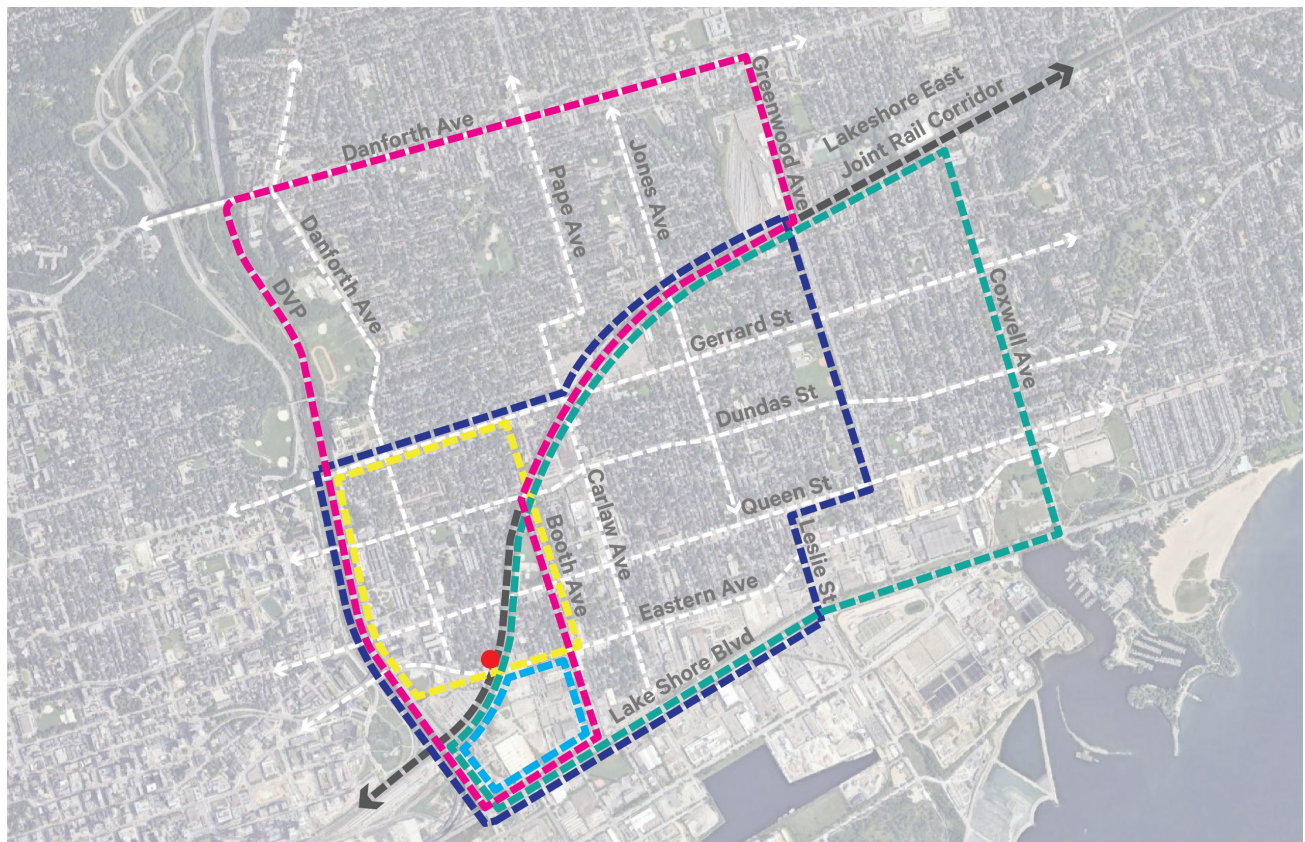 Danforth Ave
Greenwood Ave
Lakeshore East
Joint Rail Corridor
Pape Ave
Jones Ave
Danforth Ave
DVP
Gerrard St
Coxwell Ave
Dundas St
Carlaw Ave
Queen St
Booth Ave
Leslie St
Eastern Ave
Lake Shore Blvd